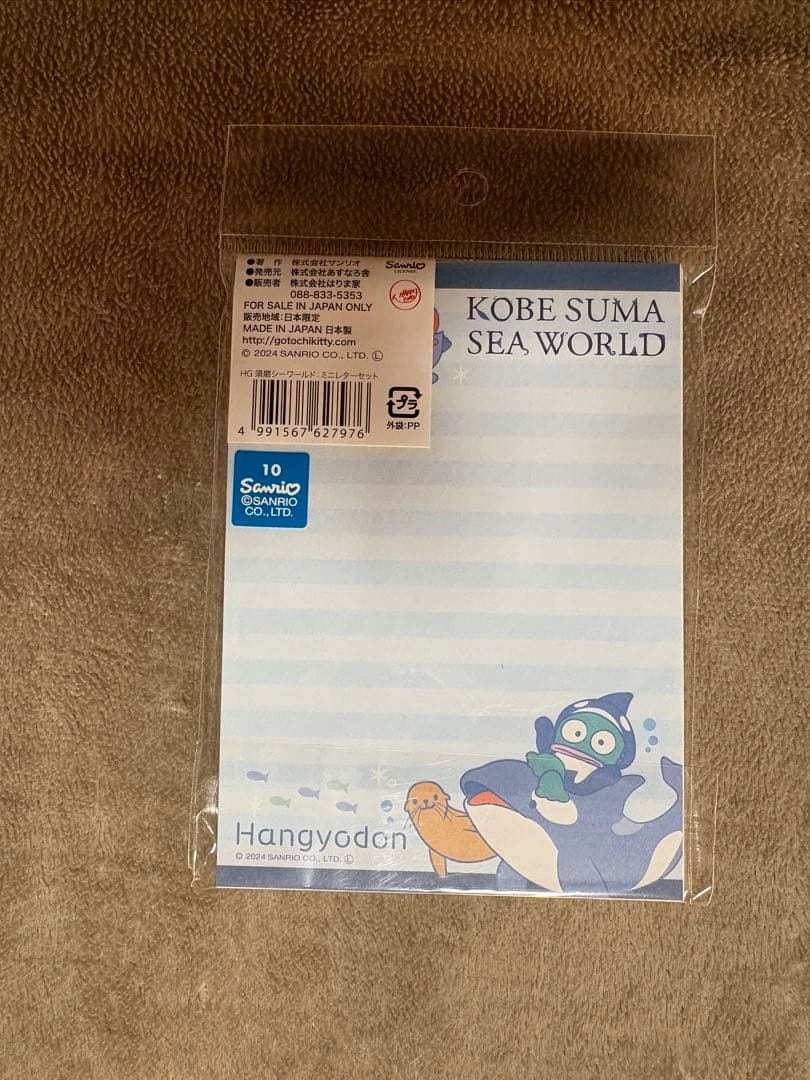 ●著 作 株式会社サンリオ
●発売元 株式会社あすなろ舎
●販売者 株式会社はりま家
088-833-5353
FOR SALE IN JAPAN ONLY
販売地域:日本限定
MADE IN JAPAN 日本製
http://gotochikitty.com
© 2024 SANRIO CO., LTD. Ⓛ
Sanrio
LICENSE
HG 須磨シーワールド:ミニレターセット
4 991567 627976
プラ
外袋:PP
10
Sanrio
©SANRIO
CO.,LTD.
KOBE SUMA
SEA WORLD
Hangyodon
© 2024 SANRIO CO., LTD. Ⓛ